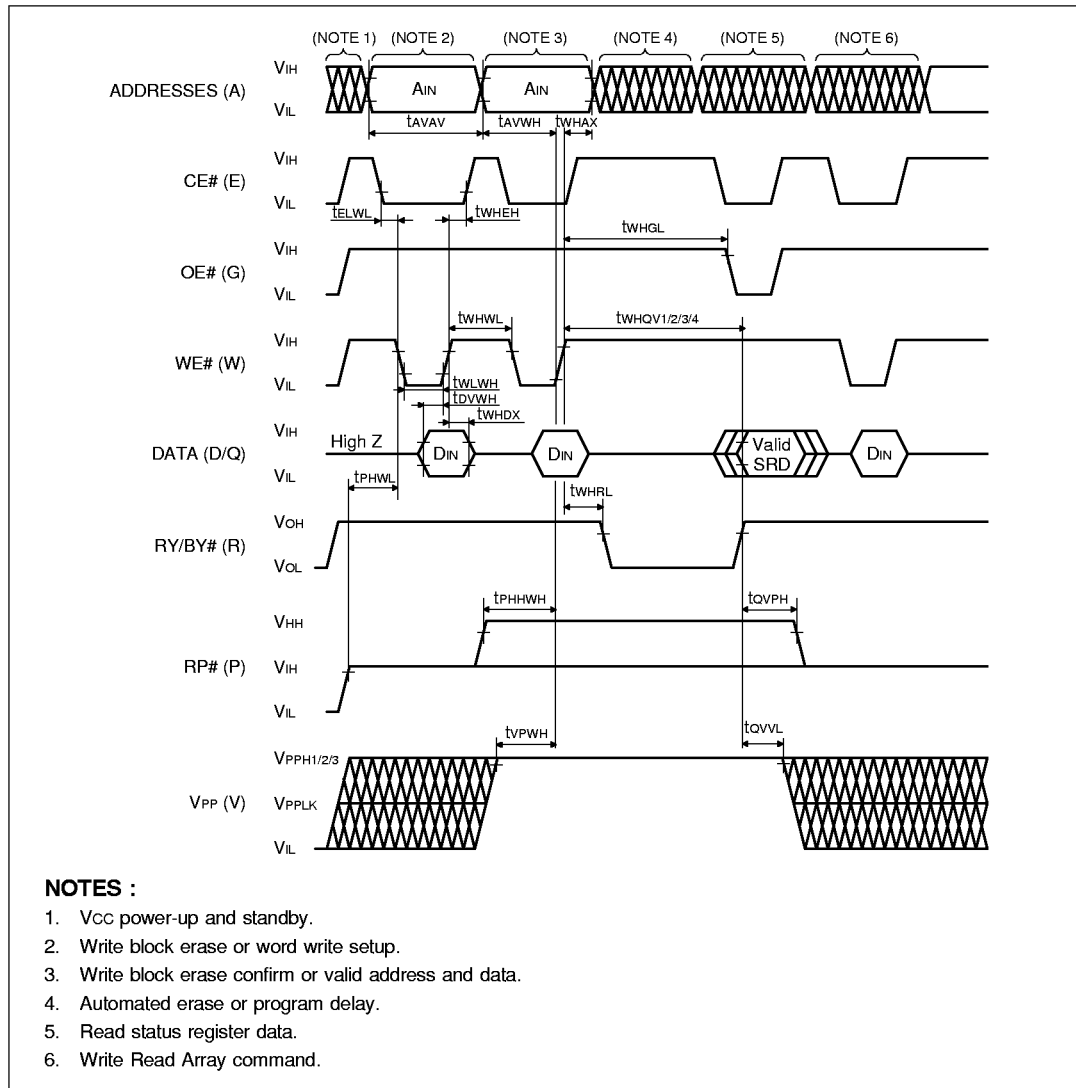 (NOTE 1) (NOTE 2) (NOTE 3) (NOTE 4) (NOTE 5) (NOTE 6)
ADDRESSES (A)
VIH
VIL
AIN AIN
tAVAV tAVWH tWHAX
CE# (E)
VIH
VIL
tELWL tWHEH
tWHGL
OE# (G)
VIH
VIL
tWHWL tWHQV1/2/3/4
WE# (W)
VIH
VIL
tWLWH
tDVWH
tWHDX
DATA (D/Q)
VIH
VIL
High Z
DIN DIN
Valid
SRD
DIN
tPHWL tWHRL
RY/BY# (R)
VOH
VOL
tPHHWH tQVPH
RP# (P)
VHH
VIH
VIL
tVPWH tQVVL
VPP (V)
VPPH1/2/3
VPPLK
VIL
NOTES :
1. VCC power-up and standby.
2. Write block erase or word write setup.
3. Write block erase confirm or valid address and data.
4. Automated erase or program delay.
5. Read status register data.
6. Write Read Array command.